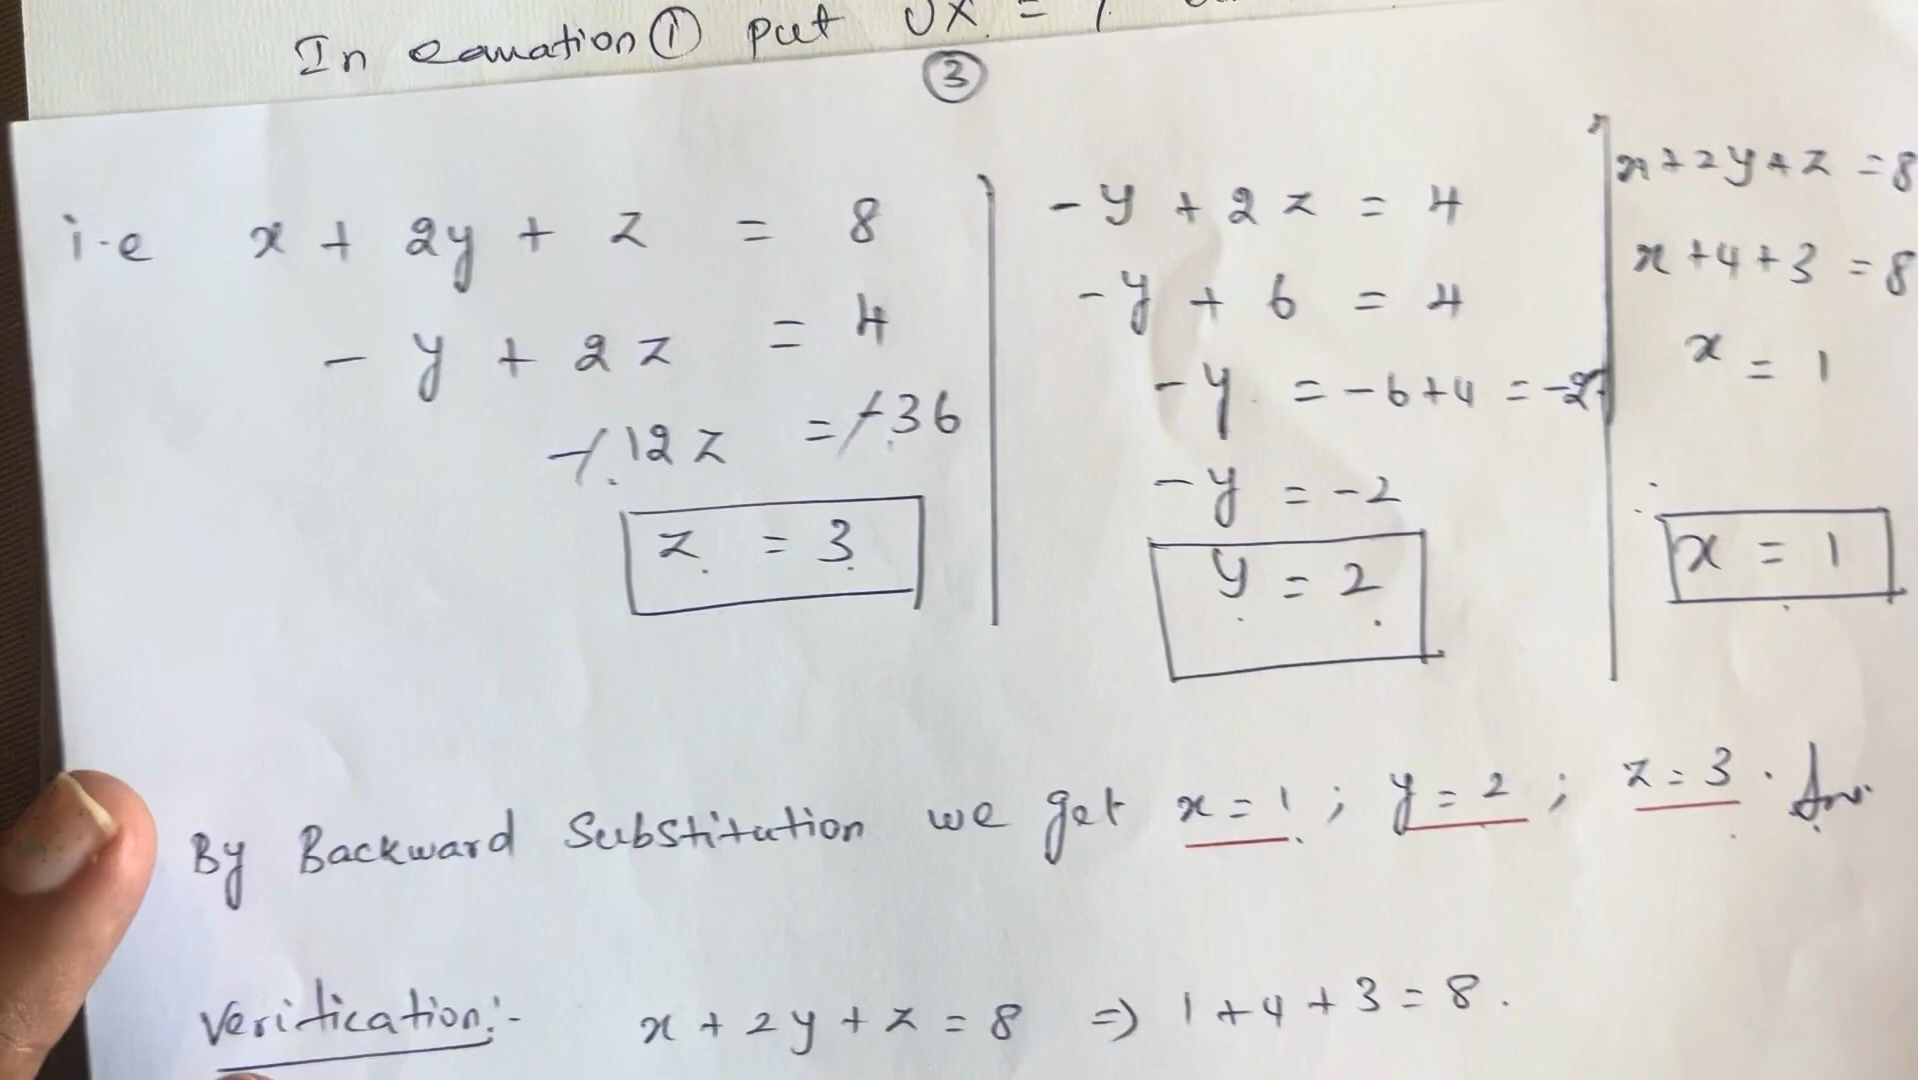 In equation ① put UX =
③
i.e x + 2y + z = 8
- y + 2z = 4
-12z = -36
z = 3
-y + 2z = 4
-y + 6 = 4
-y = -6+4 = -2
-y = -2
y = 2
x+2y+z = 8
x+4+3 = 8
x = 1
∴ x = 1
By Backward Substitution we get x = 1 ; y = 2 ; z = 3 . Ans.
Verification:- x + 2y + z = 8 ⇒ 1+4+3 = 8.